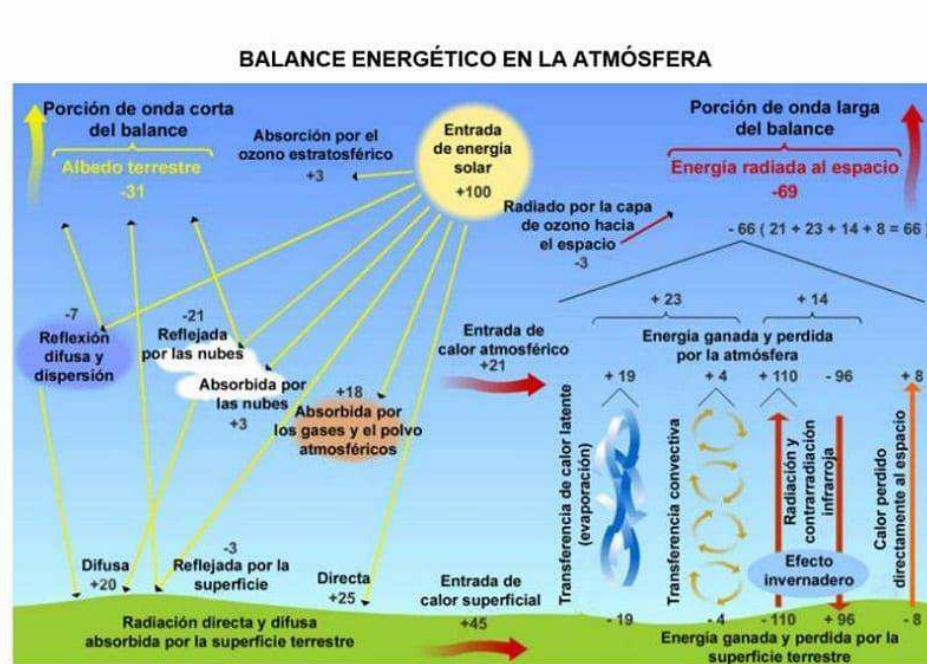 BALANCE ENERGÉTICO EN LA ATMÓSFERA
Porción de onda corta
del balance
Albedo terrestre
-31
Absorción por el
ozono estratosférico
+3
Entrada
de energía
solar
+100
Porción de onda larga
del balance
Energía radiada al espacio
-69
Radiado por la capa
de ozono hacia
el espacio
-3
- 66 ( 21 + 23 + 14 + 8 = 66 )
-7
Reflexión
difusa y
dispersión
-21
Reflejada
por las nubes
Absorbida por
las nubes
+3
+18
Absorbida por
los gases y el polvo
atmosféricos
Entrada de
calor atmosférico
+21
+ 23
+ 14
Energía ganada y perdida
por la atmósfera
+ 19
+ 4
+ 110
- 96
+ 8
Transferencia de calor latente
(evaporación)
Transferencia convectiva
Radiación y
contrarradiación
infrarroja
Calor perdido
directamente al espacio
Efecto
invernadero
Difusa
+20
-3
Reflejada por la
superficie
Directa
+25
Entrada de
calor superficial
+45
Radiación directa y difusa
absorbida por la superficie terrestre
- 19
- 4
- 110
+ 96
- 8
Energía ganada y perdida por la
superficie terrestre